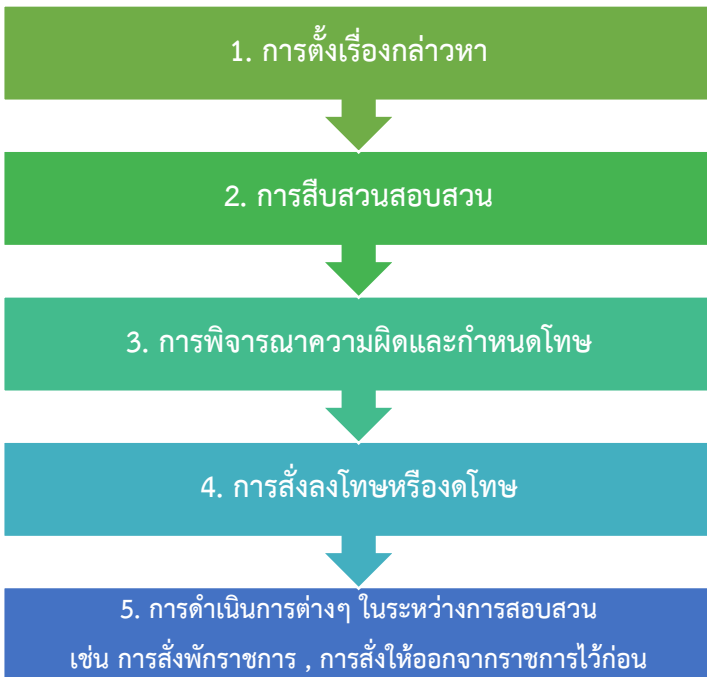 1. การตั้งเรื่องกล่าวหา
2. การสืบสวนสอบสวน
3. การพิจารณาความผิดและกำหนดโทษ
4. การสั่งลงโทษหรืองดโทษ
5. การดำเนินการต่างๆ ในระหว่างการสอบสวน
เช่น การสั่งพักราชการ , การสั่งให้ออกจากราชการไว้ก่อน